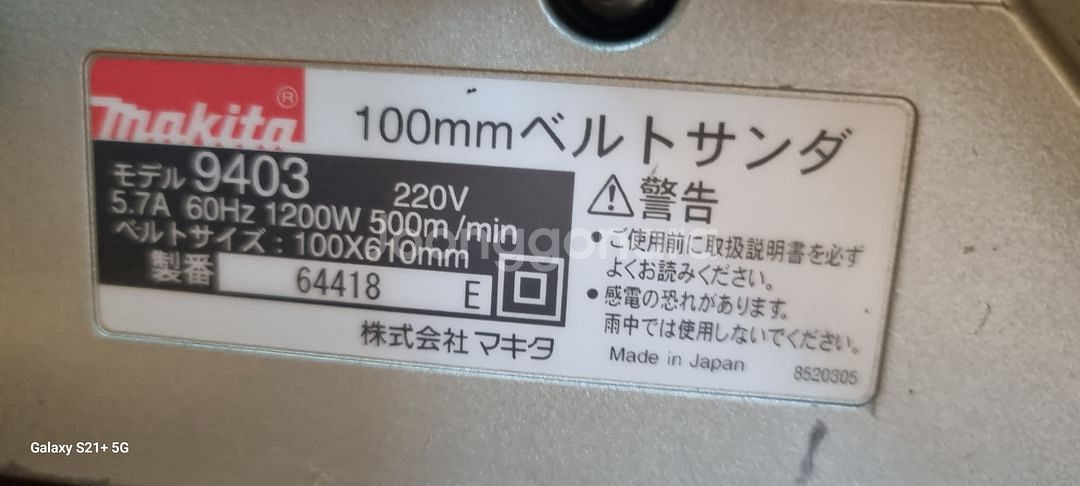 makita®
100mmベルトサンダ
モデル 9403 220V
5.7A 60Hz 1200W 500m/min
ベルトサイズ：100X610mm
製番 64418 E
株式会社 マキタ
⚠警告
•ご使用前に取扱説明書を必ず
よくお読みください。
•感電の恐れがあります。
雨中では使用しないでください。
Made in Japan
8520305
Galaxy S21+ 5G